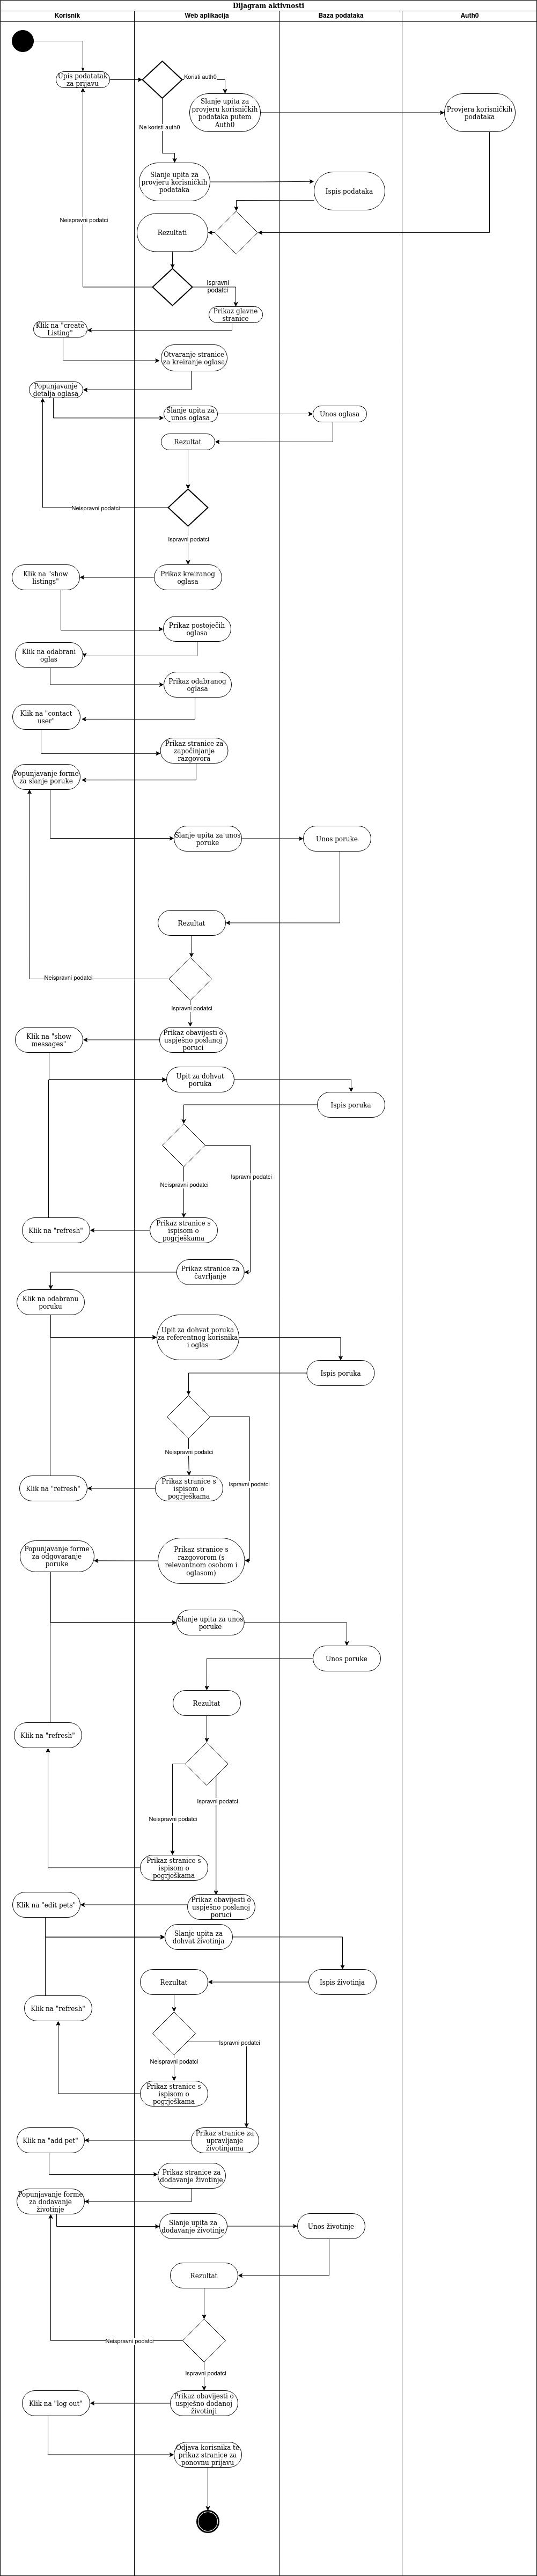 Dijagram aktivnosti
Korisnik
Web aplikacija
Baza podataka
Auth0
Upis podatatak
za prijavu
Koristi auth0
Slanje upita za
provjeru korisničkih
podataka putem
Auth0
Provjera korisničkih
podataka
Ne koristi auth0
Slanje upita za
provjeru korisničkih
podataka
Ispis podataka
Neispravni podatci
Rezultati
Ispravni
podatci
Prikaz glavne
stranice
Klik na "create
Listing"
Otvaranje stranice
za kreiranje oglasa
Popunjavanje
detalja oglasa
Slanje upita za
unos oglasa
Unos oglasa
Rezultat
Neispravni podatci
Ispravni podatci
Klik na "show
listings"
Prikaz kreiranog
oglasa
Prikaz postoječih
oglasa
Klik na odabrani
oglas
Prikaz odabranog
oglasa
Klik na "contact
user"
Prikaz stranice za
započinjanje
razgovora
Popunjavanje forme
za slanje poruke
Slanje upita za unos
poruke
Unos poruke
Rezultat
Neispravni podatci
Ispravni podatci
Klik na "show
messages"
Prikaz obavijesti o
uspješno poslanoj
poruci
Upit za dohvat
poruka
Ispis poruka
Ispravni podatci
Neispravni podatci
Klik na "refresh"
Prikaz stranice s
ispisom o
pogrješkama
Prikaz stranice za
čavrljanje
Klik na odabranu
poruku
Upit za dohvat poruka
za referentnog korisnika
i oglas
Ispis poruka
Neispravni podatci
Ispravni podatci
Klik na "refresh"
Prikaz stranice s
ispisom o
pogrješkama
Popunjavanje forme
za odgovaranje
poruke
Prikaz stranice s
razgovorom (s
relevantnom osobom i
oglasom)
Slanje upita za unos
poruke
Unos poruke
Rezultat
Klik na "refresh"
Ispravni podatci
Neispravni podatci
Prikaz stranice s
ispisom o
pogrješkama
Klik na "edit pets"
Prikaz obavijesti o
uspješno poslanoj
poruci
Slanje upita za
dohvat životinja
Rezultat
Ispis životinja
Klik na "refresh"
Ispravni podatci
Neispravni podatci
Prikaz stranice s
ispisom o
pogrješkama
Klik na "add pet"
Prikaz stranice za
upravljanje
životinjama
Prikaz stranice za
dodavanje životinje
Popunjavanje forme
za dodavanje
životinje
Slanje upita za
dodavanje životinje
Unos životinje
Rezultat
Neispravni podatci
Ispravni podatci
Klik na "log out"
Prikaz obavijesti o
uspješno dodanoj
životinji
Odjava korisnika te
prikaz stranice za
ponovnu prijavu